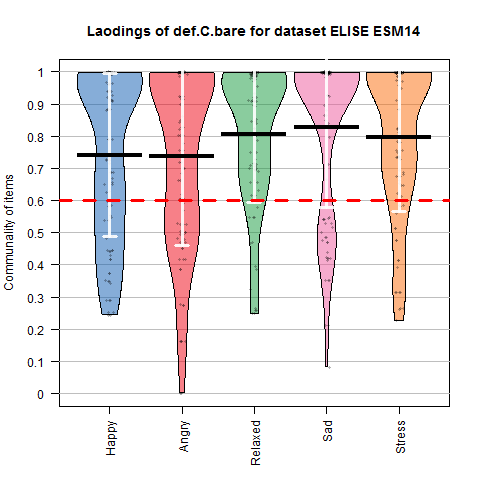 Laodings of def.C.bare for dataset ELISE ESM14
Communality of items
1
0.9
0.8
0.7
0.6
0.5
0.4
0.3
0.2
0.1
0
Happy
Angry
Relaxed
Sad
Stress